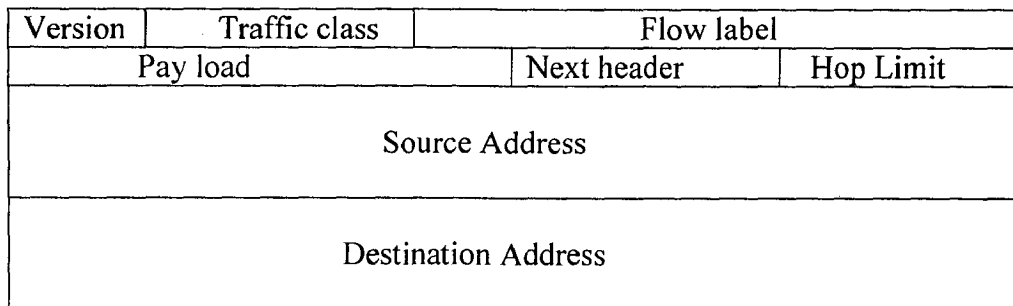 Version Traffic class Flow label
Pay load Next header Hop Limit
Source Address
Destination Address